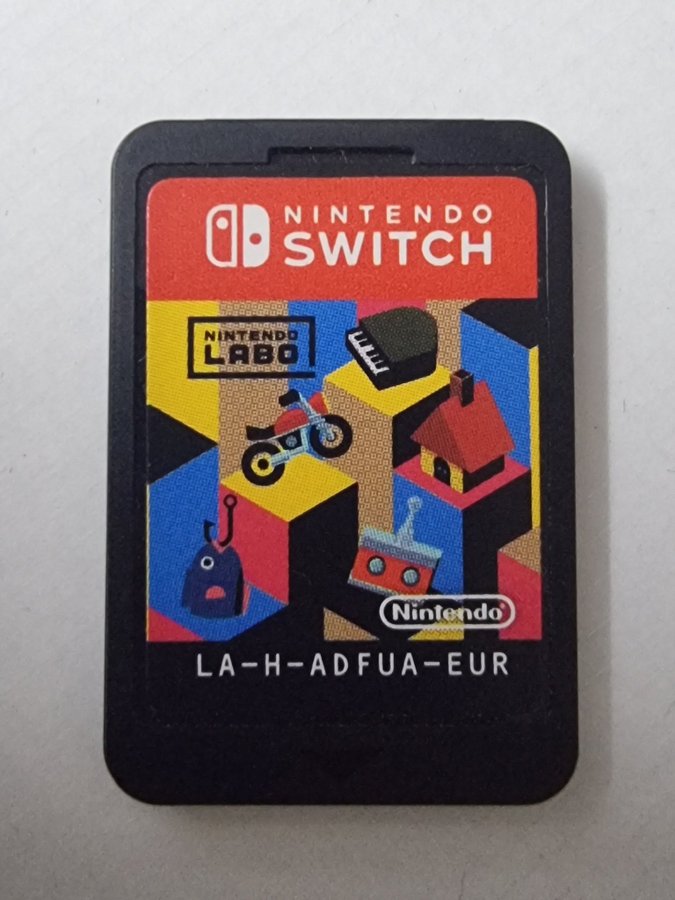 NINTENDO
SWITCH
NINTENDO
LABO
Nintendo®
LA-H-ADFUA-EUR